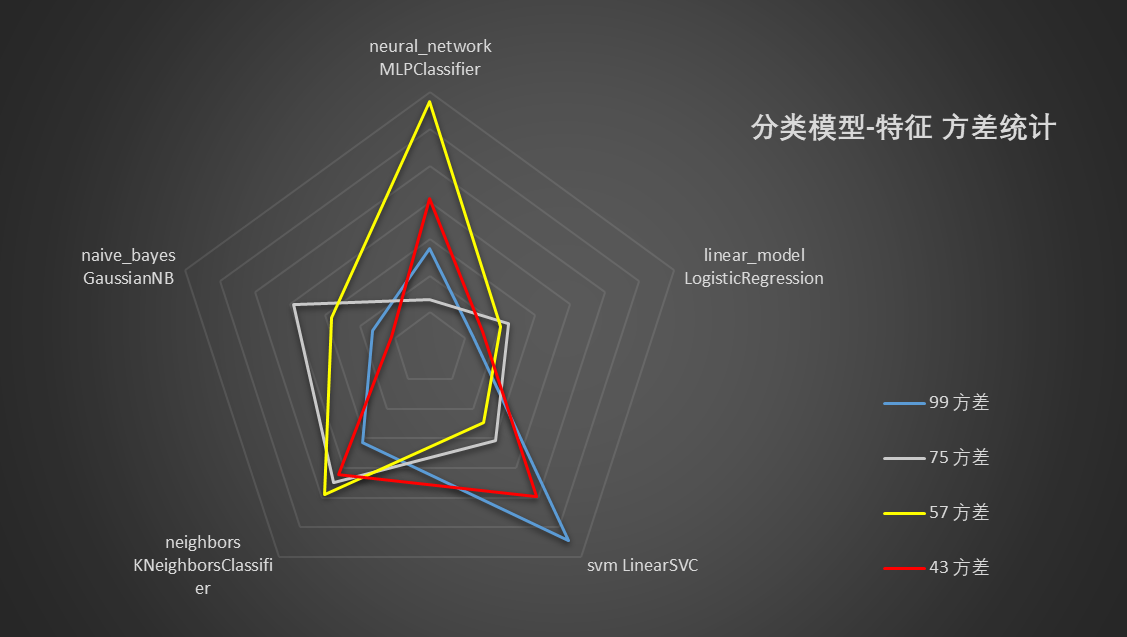 neural_network
MLPClassifier
分类模型-特征 方差统计
linear_model
LogisticRegression
naive_bayes
GaussianNB
99 方差
75 方差
57 方差
43 方差
neighbors
KNeighborsClassifi
er
svm LinearSVC